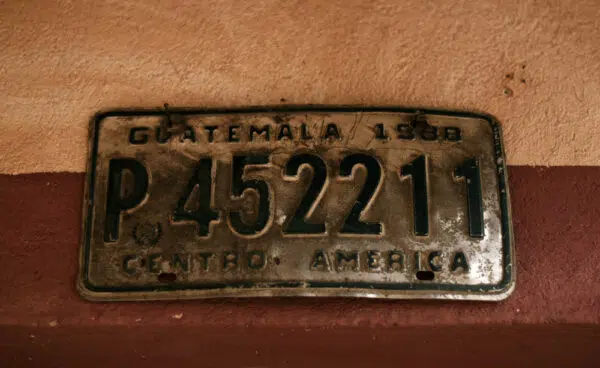 GUATEMALA 1988
P 452211
CENTRO AMERICA